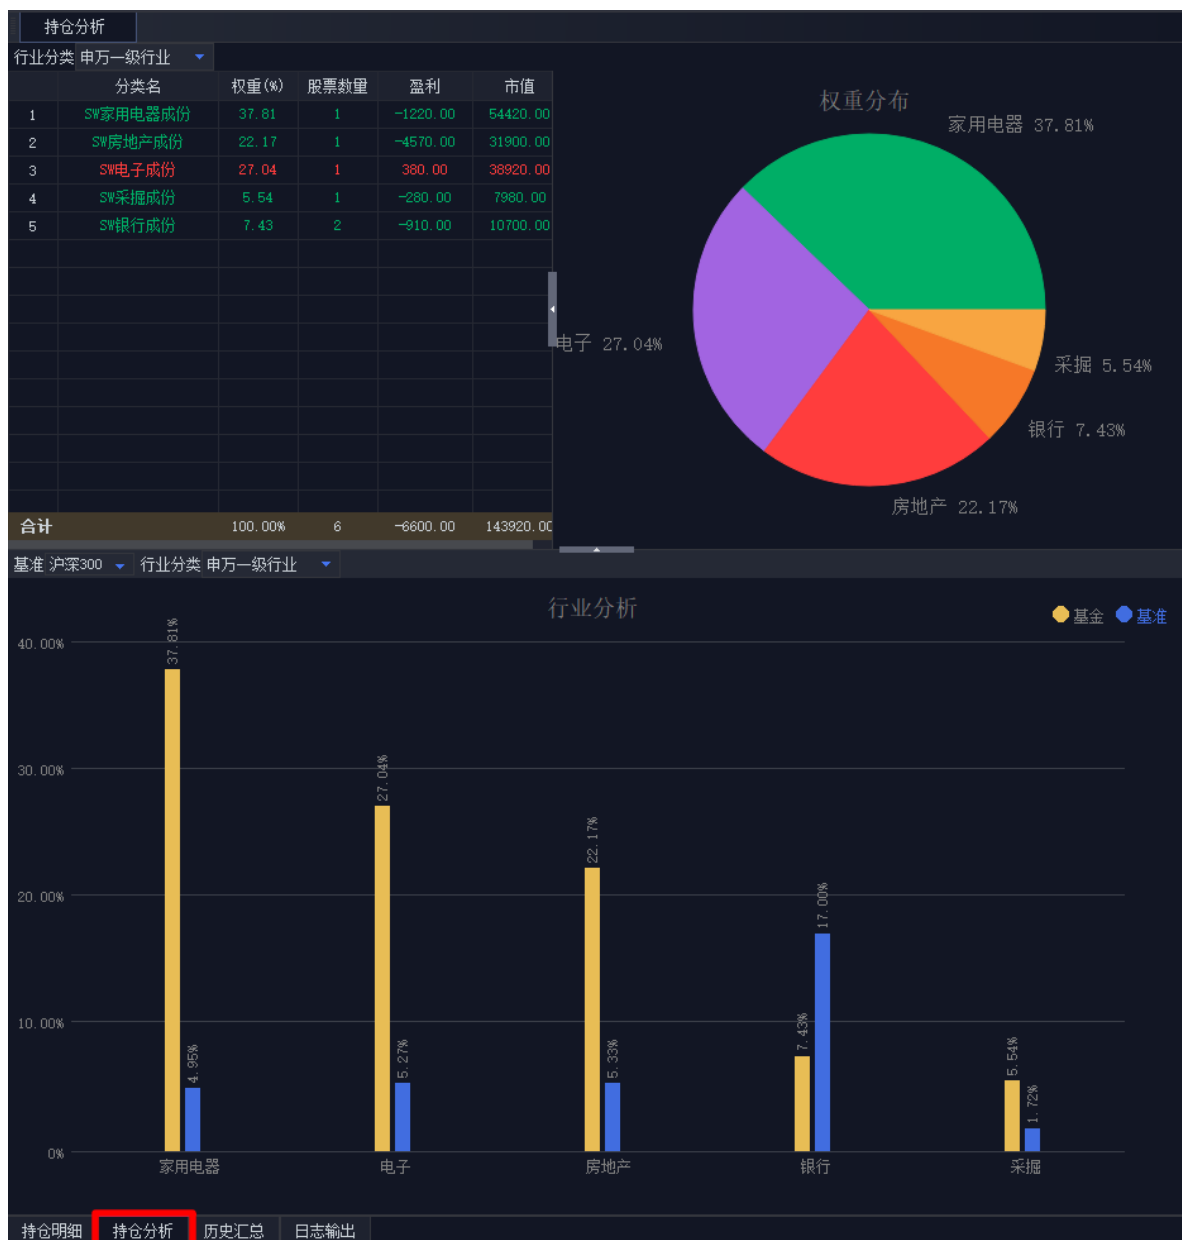 持仓分析
行业分类 申万一级行业
分类名 权重(%) 股票数量 盈利 市值
1 SW家用电器成份 37.81 1 -1220.00 54420.00
2 SW房地产成份 22.17 1 -4570.00 31900.00
3 SW电子成份 27.04 1 380.00 38920.00
4 SW采掘成份 5.54 1 -280.00 7980.00
5 SW银行成份 7.43 2 -910.00 10700.00
合计 100.00% 6 -6600.00 143920.00
权重分布
家用电器 37.81%
电子 27.04%
采掘 5.54%
银行 7.43%
房地产 22.17%
基准 沪深300 行业分类 申万一级行业
行业分析
基金 基准
40.00%
30.00%
20.00%
10.00%
0%
37.81%
4.95%
27.04%
5.27%
22.17%
5.33%
7.43%
17.00%
5.54%
1.72%
家用电器 电子 房地产 银行 采掘
持仓明细 持仓分析 历史汇总 日志输出